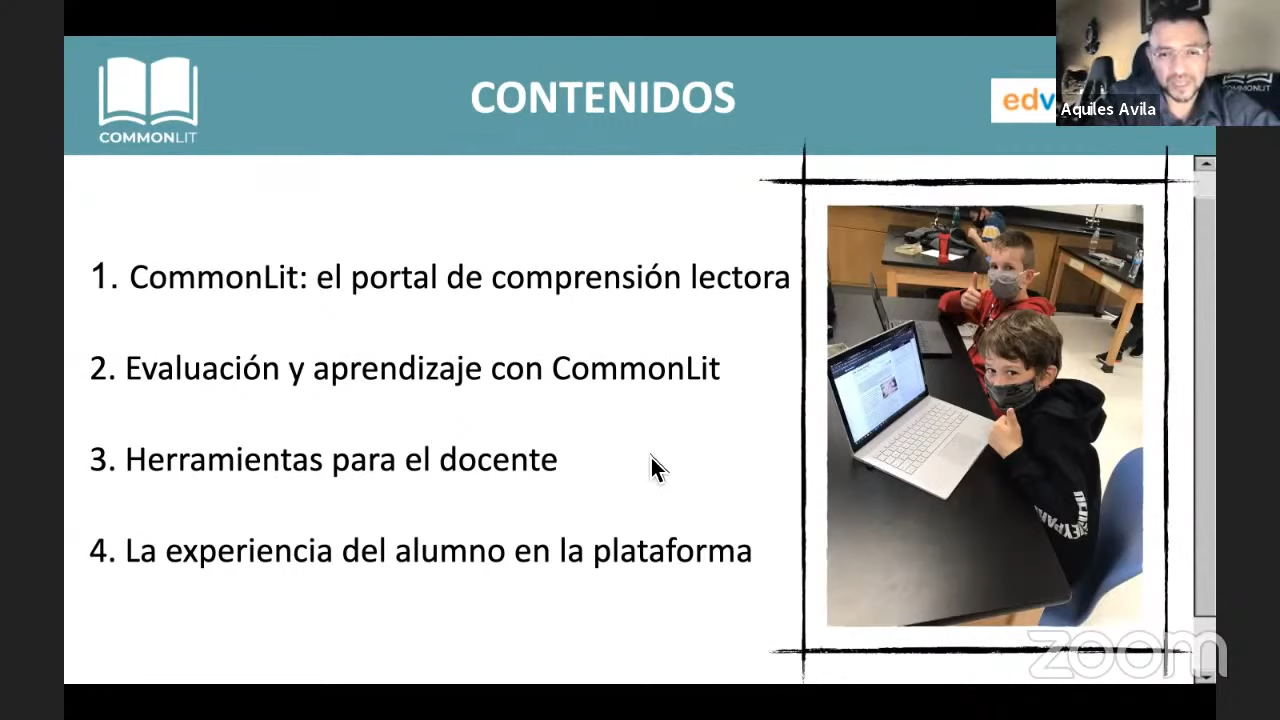 COMMONLIT
CONTENIDOS
edv
Aquiles Avila
1. CommonLit: el portal de comprensión lectora
2. Evaluación y aprendizaje con CommonLit
3. Herramientas para el docente
4. La experiencia del alumno en la plataforma
zoom